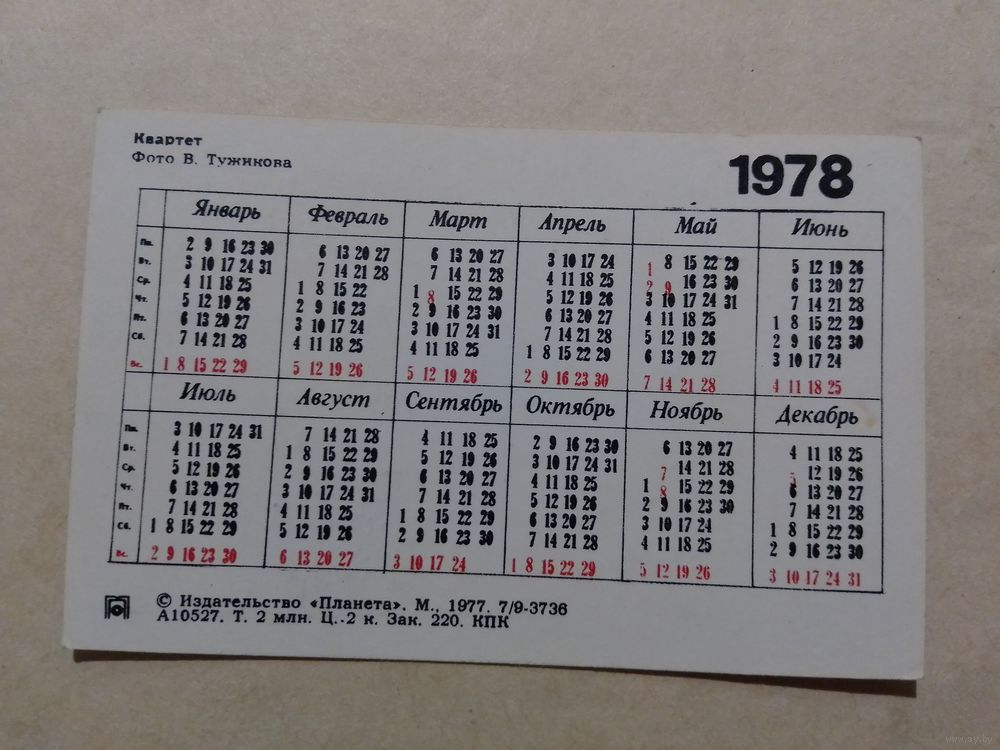 Квартет
Фото В. Тужикова
1978
Январь Февраль Март Апрель Май Июнь
Пн. 2 9 16 23 30 6 13 20 27 6 13 20 27 3 10 17 24 1 8 15 22 29 5 12 19 26
Вт. 3 10 17 24 31 7 14 21 28 7 14 21 28 4 11 18 25 2 9 16 23 30 6 13 20 27
Ср. 4 11 18 25 1 8 15 22 1 8 15 22 29 5 12 19 26 3 10 17 24 31 7 14 21 28
Чт. 5 12 19 26 2 9 16 23 2 9 16 23 30 6 13 20 27 4 11 18 25 1 8 15 22 29
Пт. 6 13 20 27 3 10 17 24 3 10 17 24 31 7 14 21 28 5 12 19 26 2 9 16 23 30
Сб. 7 14 21 28 4 11 18 25 4 11 18 25 1 8 15 22 29 6 13 20 27 3 10 17 24
Вс. 1 8 15 22 29 5 12 19 26 5 12 19 26 2 9 16 23 30 7 14 21 28 4 11 18 25
Июль Август Сентябрь Октябрь Ноябрь Декабрь
Пн. 3 10 17 24 31 7 14 21 28 4 11 18 25 2 9 16 23 30 6 13 20 27 4 11 18 25
Вт. 4 11 18 25 1 8 15 22 29 5 12 19 26 3 10 17 24 31 7 14 21 28 5 12 19 26
Ср. 5 12 19 26 2 9 16 23 30 6 13 20 27 4 11 18 25 1 8 15 22 29 6 13 20 27
Чт. 6 13 20 27 3 10 17 24 31 7 14 21 28 5 12 19 26 2 9 16 23 30 7 14 21 28
Пт. 7 14 21 28 4 11 18 25 1 8 15 22 29 6 13 20 27 3 10 17 24 1 8 15 22 29
Сб. 1 8 15 22 29 5 12 19 26 2 9 16 23 30 7 14 21 28 4 11 18 25 2 9 16 23 30
Вс. 2 9 16 23 30 6 13 20 27 3 10 17 24 1 8 15 22 29 5 12 19 26 3 10 17 24 31
© Издательство «Планета». М., 1977. 7/9-3736
А10527. Т. 2 млн. Ц. 2 к. Зак. 220. КПК
www.ay.by